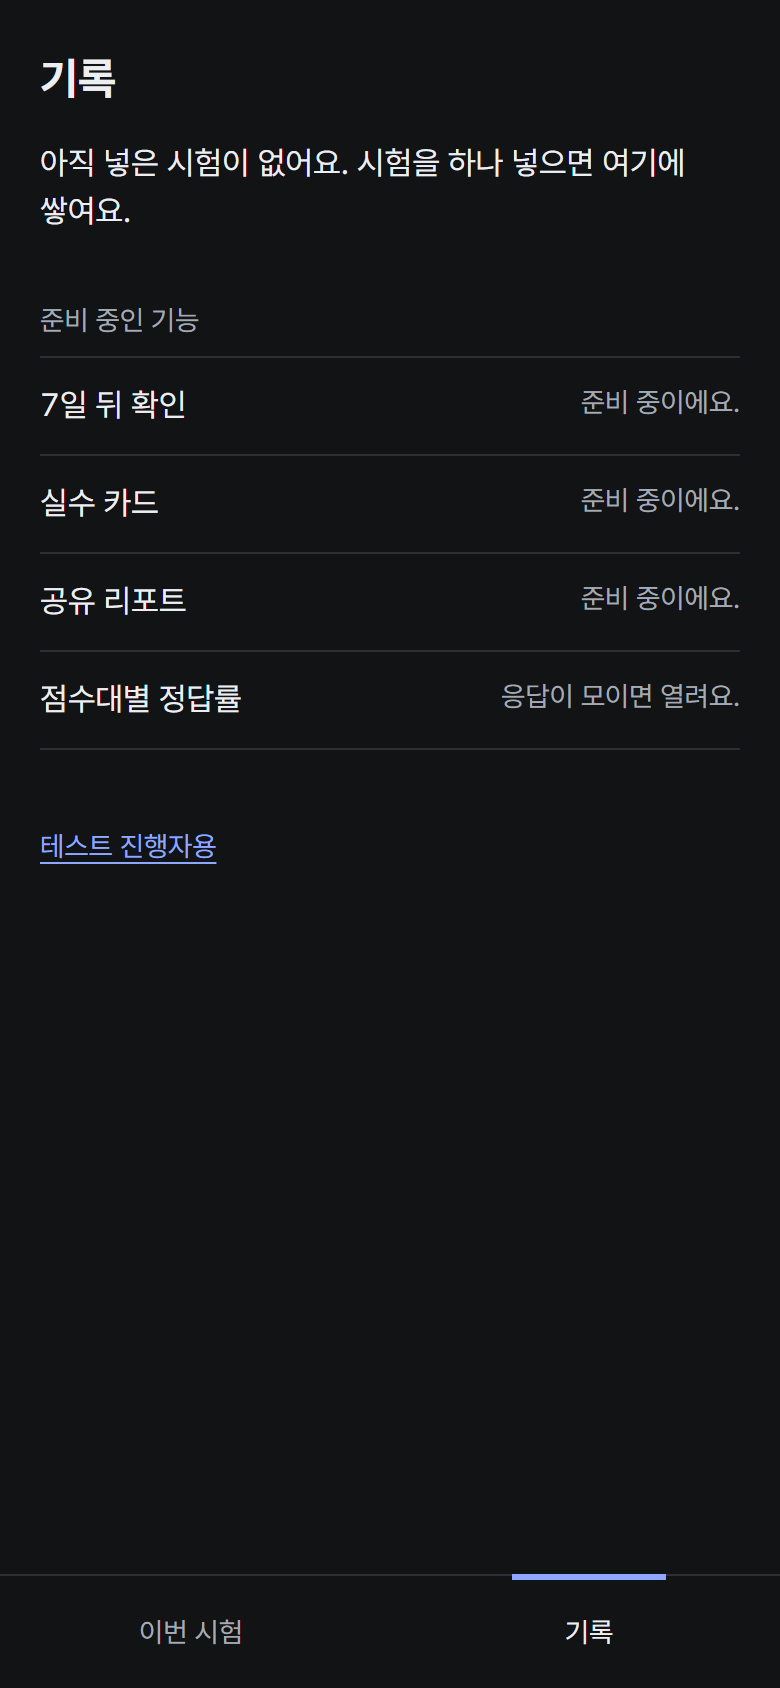 기록
아직 넣은 시험이 없어요. 시험을 하나 넣으면 여기에
쌓여요.
준비 중인 기능
7일 뒤 확인 준비 중이에요.
실수 카드 준비 중이에요.
공유 리포트 준비 중이에요.
점수대별 정답률 응답이 모이면 열려요.
테스트 진행자용
이번 시험 기록